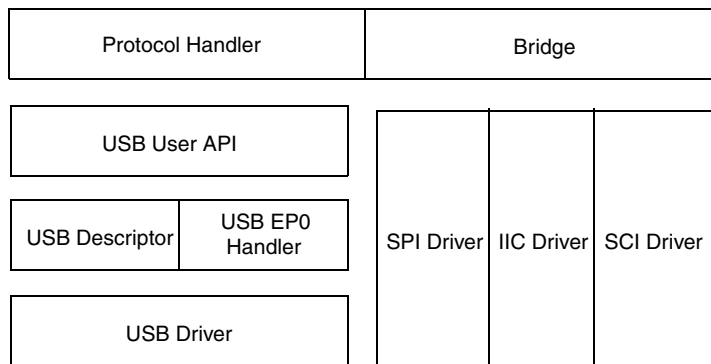 Protocol Handler
Bridge
USB User API
USB Descriptor
USB EP0
Handler
SPI Driver
IIC Driver
SCI Driver
USB Driver